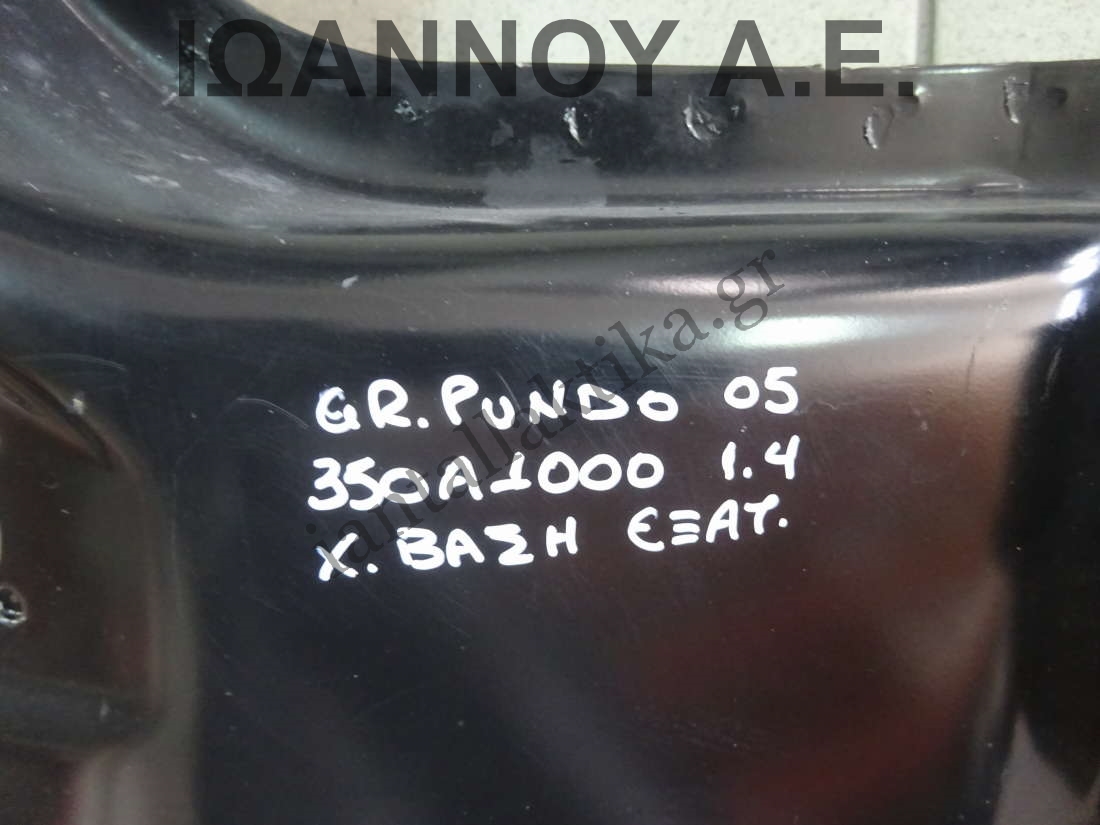 ΙΩΑΝΝΟΥ Α.Ε.
GR. PUNDO 05
350A1000 1.4
Χ. ΒΑΣΗ ΕΞΑΤ.
iantallaktika.gr